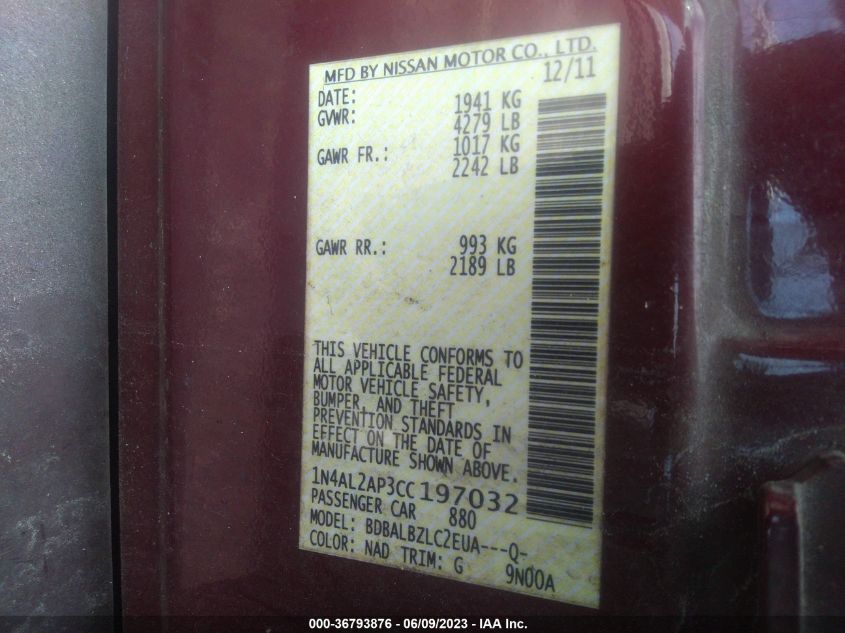 MFD BY NISSAN MOTOR CO., LTD.
DATE: 12/11
GVWR: 1941 KG
4279 LB
GAWR FR.: 1017 KG
2242 LB
GAWR RR.: 993 KG
2189 LB
THIS VEHICLE CONFORMS TO
ALL APPLICABLE FEDERAL
MOTOR VEHICLE SAFETY,
BUMPER, AND THEFT
PREVENTION STANDARDS IN
EFFECT ON THE DATE OF
MANUFACTURE SHOWN ABOVE.
1N4AL2AP3CC197032
PASSENGER CAR 880
MODEL: BDBALBZLC2EUA---Q-
COLOR: NAD TRIM: G 9N00A
000-36793876 - 06/09/2023 - IAA Inc.